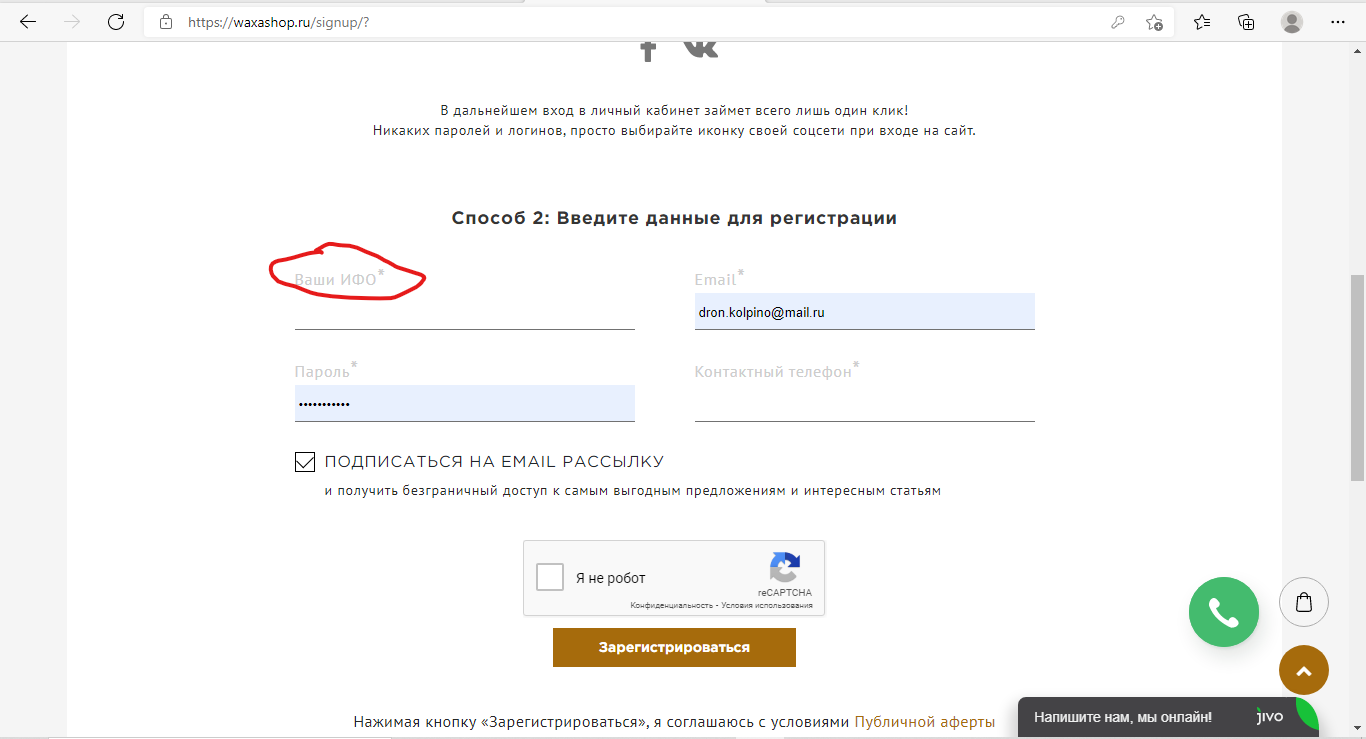 https://waxashop.ru/signup/?
В дальнейшем вход в личный кабинет займет всего лишь один клик!
Никаких паролей и логинов, просто выбирайте иконку своей соцсети при входе на сайт.
Способ 2: Введите данные для регистрации
Ваши ИФО*
Email*
dron.kolpino@mail.ru
Пароль*
•••••••••••
Контактный телефон*
ПОДПИСАТЬСЯ НА EMAIL РАССЫЛКУ
и получить безграничный доступ к самым выгодным предложениям и интересным статьям
Я не робот
reCAPTCHA
Конфиденциальность - Условия использования
Зарегистрироваться
Нажимая кнопку «Зарегистрироваться», я соглашаюсь с условиями Публичной аферты
Напишите нам, мы онлайн!
jivo